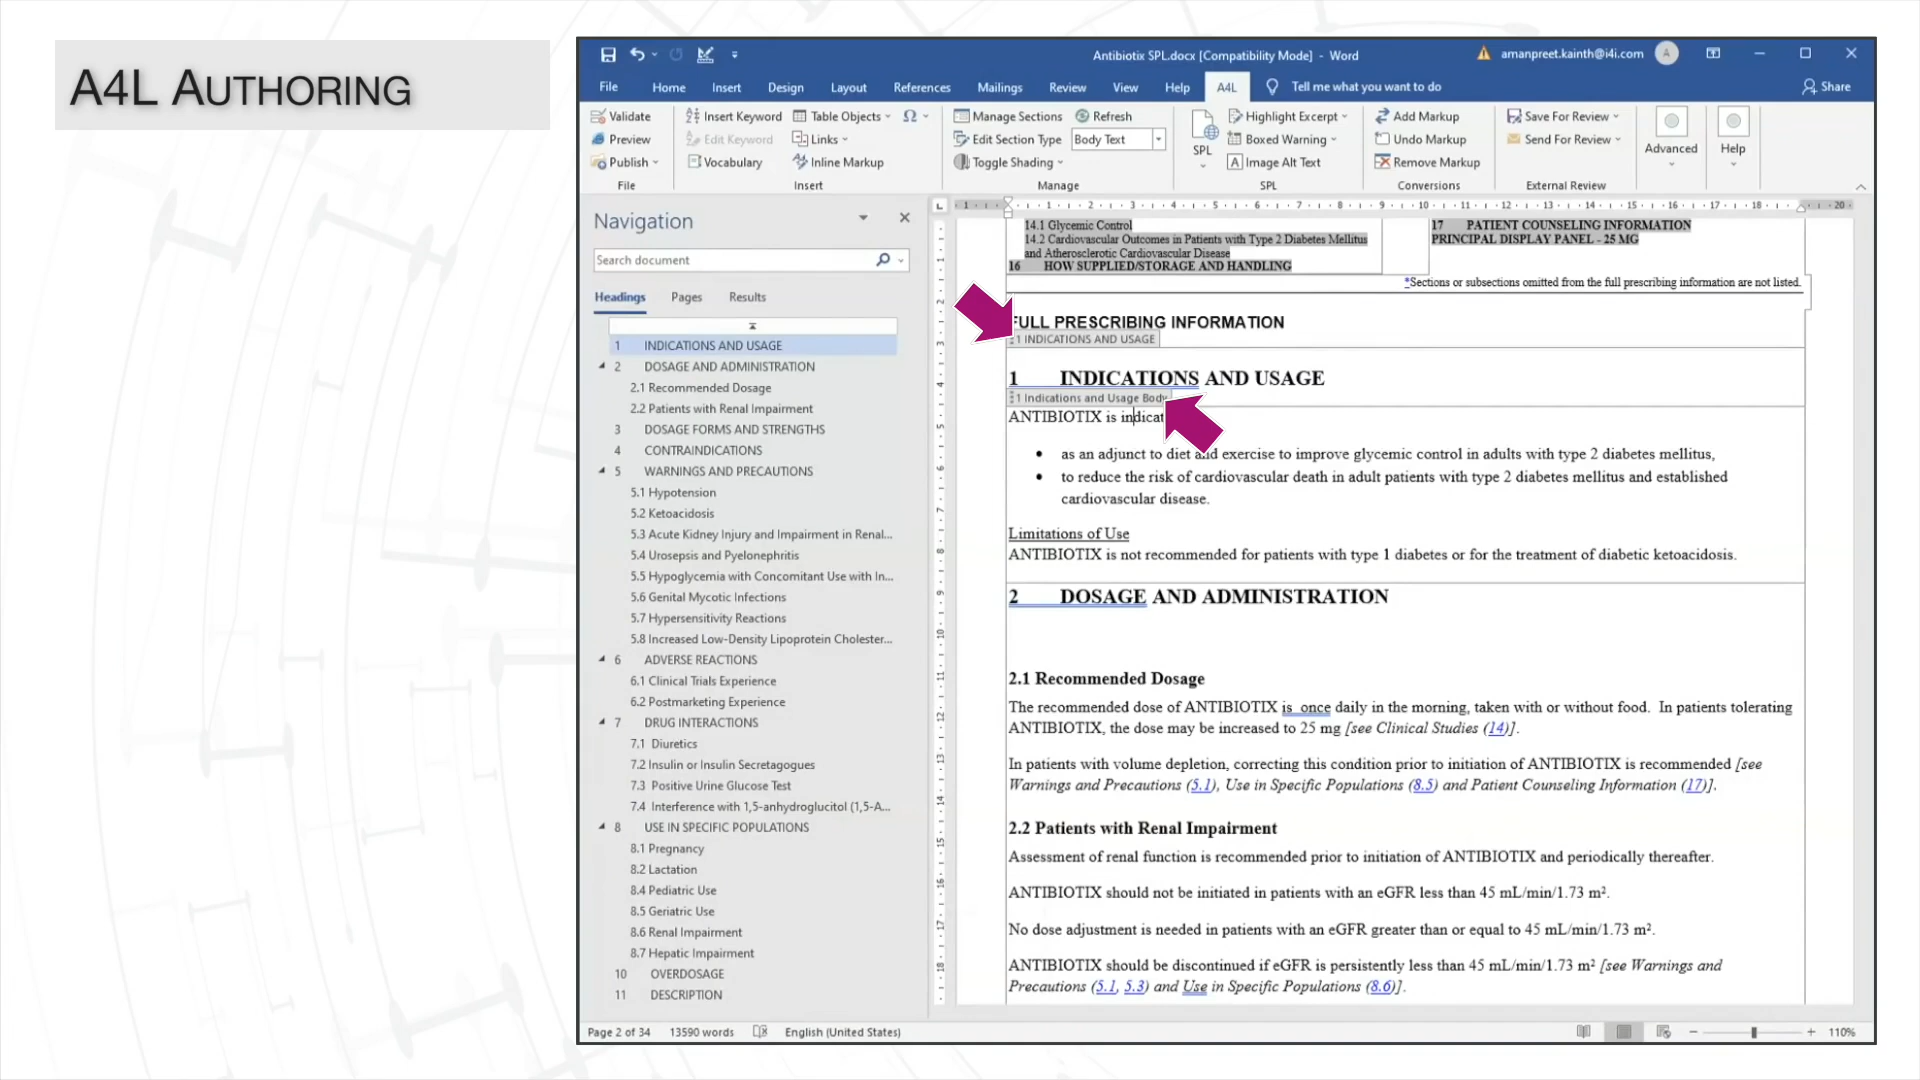 A4L AUTHORING
Antibiotix SPL.docx [Compatibility Mode] - Word
amanpreet.kainth@i4i.com
A
File Home Insert Design Layout References Mailings Review View Help A4L Tell me what you want to do
Share
Validate
Preview
Publish
File
Insert Keyword
Edit Keyword
Vocabulary
Table Objects
Links
Inline Markup
Ω
Insert
Manage Sections
Edit Section Type
Toggle Shading
Refresh
Body Text
Manage
SPL
Highlight Excerpt
Boxed Warning
A Image Alt Text
SPL
Add Markup
Undo Markup
Remove Markup
Conversions
Save For Review
Send For Review
External Review
Advanced
Help
Navigation
Search document
Headings Pages Results
1 INDICATIONS AND USAGE
2 DOSAGE AND ADMINISTRATION
2.1 Recommended Dosage
2.2 Patients with Renal Impairment
3 DOSAGE FORMS AND STRENGTHS
4 CONTRAINDICATIONS
5 WARNINGS AND PRECAUTIONS
5.1 Hypotension
5.2 Ketoacidosis
5.3 Acute Kidney Injury and Impairment in Renal...
5.4 Urosepsis and Pyelonephritis
5.5 Hypoglycemia with Concomitant Use with In...
5.6 Genital Mycotic Infections
5.7 Hypersensitivity Reactions
5.8 Increased Low-Density Lipoprotein Cholester...
6 ADVERSE REACTIONS
6.1 Clinical Trials Experience
6.2 Postmarketing Experience
7 DRUG INTERACTIONS
7.1 Diuretics
7.2 Insulin or Insulin Secretagogues
7.3 Positive Urine Glucose Test
7.4 Interference with 1,5-anhydroglucitol (1,5-A...
8 USE IN SPECIFIC POPULATIONS
8.1 Pregnancy
8.2 Lactation
8.4 Pediatric Use
8.5 Geriatric Use
8.6 Renal Impairment
8.7 Hepatic Impairment
10 OVERDOSAGE
11 DESCRIPTION
1 1 2 3 4 5 6 7 8 9 10 11 12 13 14 15 16 17 18 20
14.1 Glycemic Control
14.2 Cardiovascular Outcomes in Patients with Type 2 Diabetes Mellitus
and Atherosclerotic Cardiovascular Disease
16 HOW SUPPLIED/STORAGE AND HANDLING
17 PATIENT COUNSELING INFORMATION
PRINCIPAL DISPLAY PANEL - 25 MG
*Sections or subsections omitted from the full prescribing information are not listed.
FULL PRESCRIBING INFORMATION
1 INDICATIONS AND USAGE
1 INDICATIONS AND USAGE
1 Indications and Usage Body
ANTIBIOTIX is indicat
• as an adjunct to diet and exercise to improve glycemic control in adults with type 2 diabetes mellitus,
• to reduce the risk of cardiovascular death in adult patients with type 2 diabetes mellitus and established
cardiovascular disease.
Limitations of Use
ANTIBIOTIX is not recommended for patients with type 1 diabetes or for the treatment of diabetic ketoacidosis.
2 DOSAGE AND ADMINISTRATION
2.1 Recommended Dosage
The recommended dose of ANTIBIOTIX is once daily in the morning, taken with or without food. In patients tolerating
ANTIBIOTIX, the dose may be increased to 25 mg [see Clinical Studies (14)].
In patients with volume depletion, correcting this condition prior to initiation of ANTIBIOTIX is recommended [see
Warnings and Precautions (5.1), Use in Specific Populations (8.5) and Patient Counseling Information (17)].
2.2 Patients with Renal Impairment
Assessment of renal function is recommended prior to initiation of ANTIBIOTIX and periodically thereafter.
ANTIBIOTIX should not be initiated in patients with an eGFR less than 45 mL/min/1.73 m².
No dose adjustment is needed in patients with an eGFR greater than or equal to 45 mL/min/1.73 m².
ANTIBIOTIX should be discontinued if eGFR is persistently less than 45 mL/min/1.73 m² [see Warnings and
Precautions (5.1, 5.3) and Use in Specific Populations (8.6)].
Page 2 of 34 13590 words English (United States)
110%